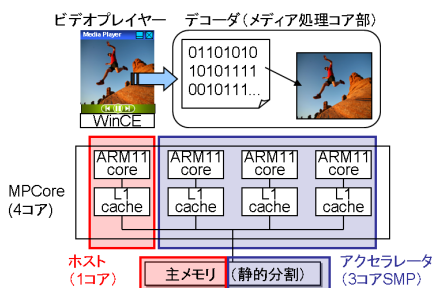 ビデオプレイヤー
デコーダ(メディア処理コア部)
Media Player
WinCE
01101010
10101111
0010111...
MPCore
(4コア)
ARM11
core
ARM11
core
ARM11
core
ARM11
core
L1
cache
L1
cache
L1
cache
L1
cache
ホスト
(1コア)
主メモリ(静的分割)
アクセラレータ
(3コアSMP)